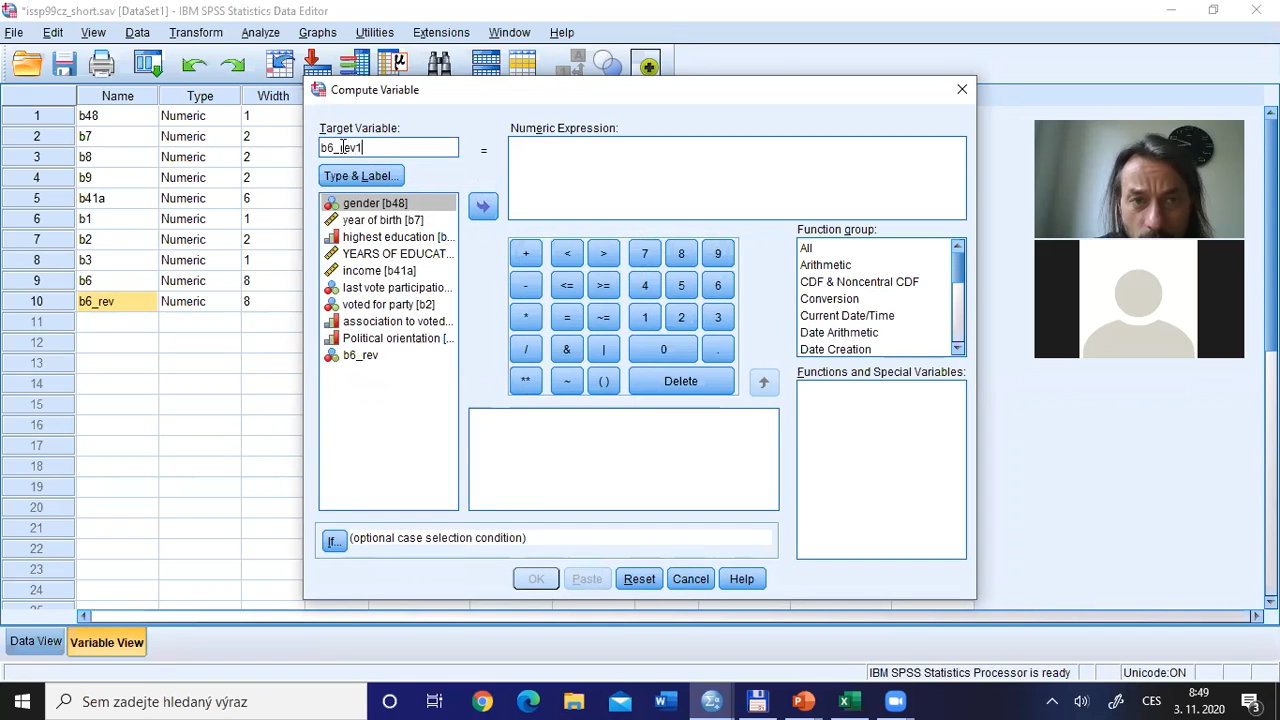 *issp99cz_short.sav [DataSet1] - IBM SPSS Statistics Data Editor
File Edit View Data Transform Analyze Graphs Utilities Extensions Window Help
Name Type Width
1 b48 Numeric 1
2 b7 Numeric 2
3 b8 Numeric 2
4 b9 Numeric 2
5 b41a Numeric 6
6 b1 Numeric 1
7 b2 Numeric 2
8 b3 Numeric 1
9 b6 Numeric 8
10 b6_rev Numeric 8
11
12
13
14
15
16
17
18
19
20
21
22
23
24
Compute Variable
Target Variable:
b6_rev1
=
Numeric Expression:
Type & Label...
gender [b48]
year of birth [b7]
highest education [b...
YEARS OF EDUCAT...
income [b41a]
last vote participatio...
voted for party [b2]
association to voted...
Political orientation [...
b6_rev
+ < > 7 8 9
- <= >= 4 5 6
* = ~= 1 2 3
/ & | 0 .
** ~ ( ) Delete
Function group:
All
Arithmetic
CDF & Noncentral CDF
Conversion
Current Date/Time
Date Arithmetic
Date Creation
Functions and Special Variables:
If... (optional case selection condition)
OK Paste Reset Cancel Help
Data View Variable View
IBM SPSS Statistics Processor is ready Unicode:ON
Sem zadejte hledaný výraz
CES
8:49
3. 11. 2020
3